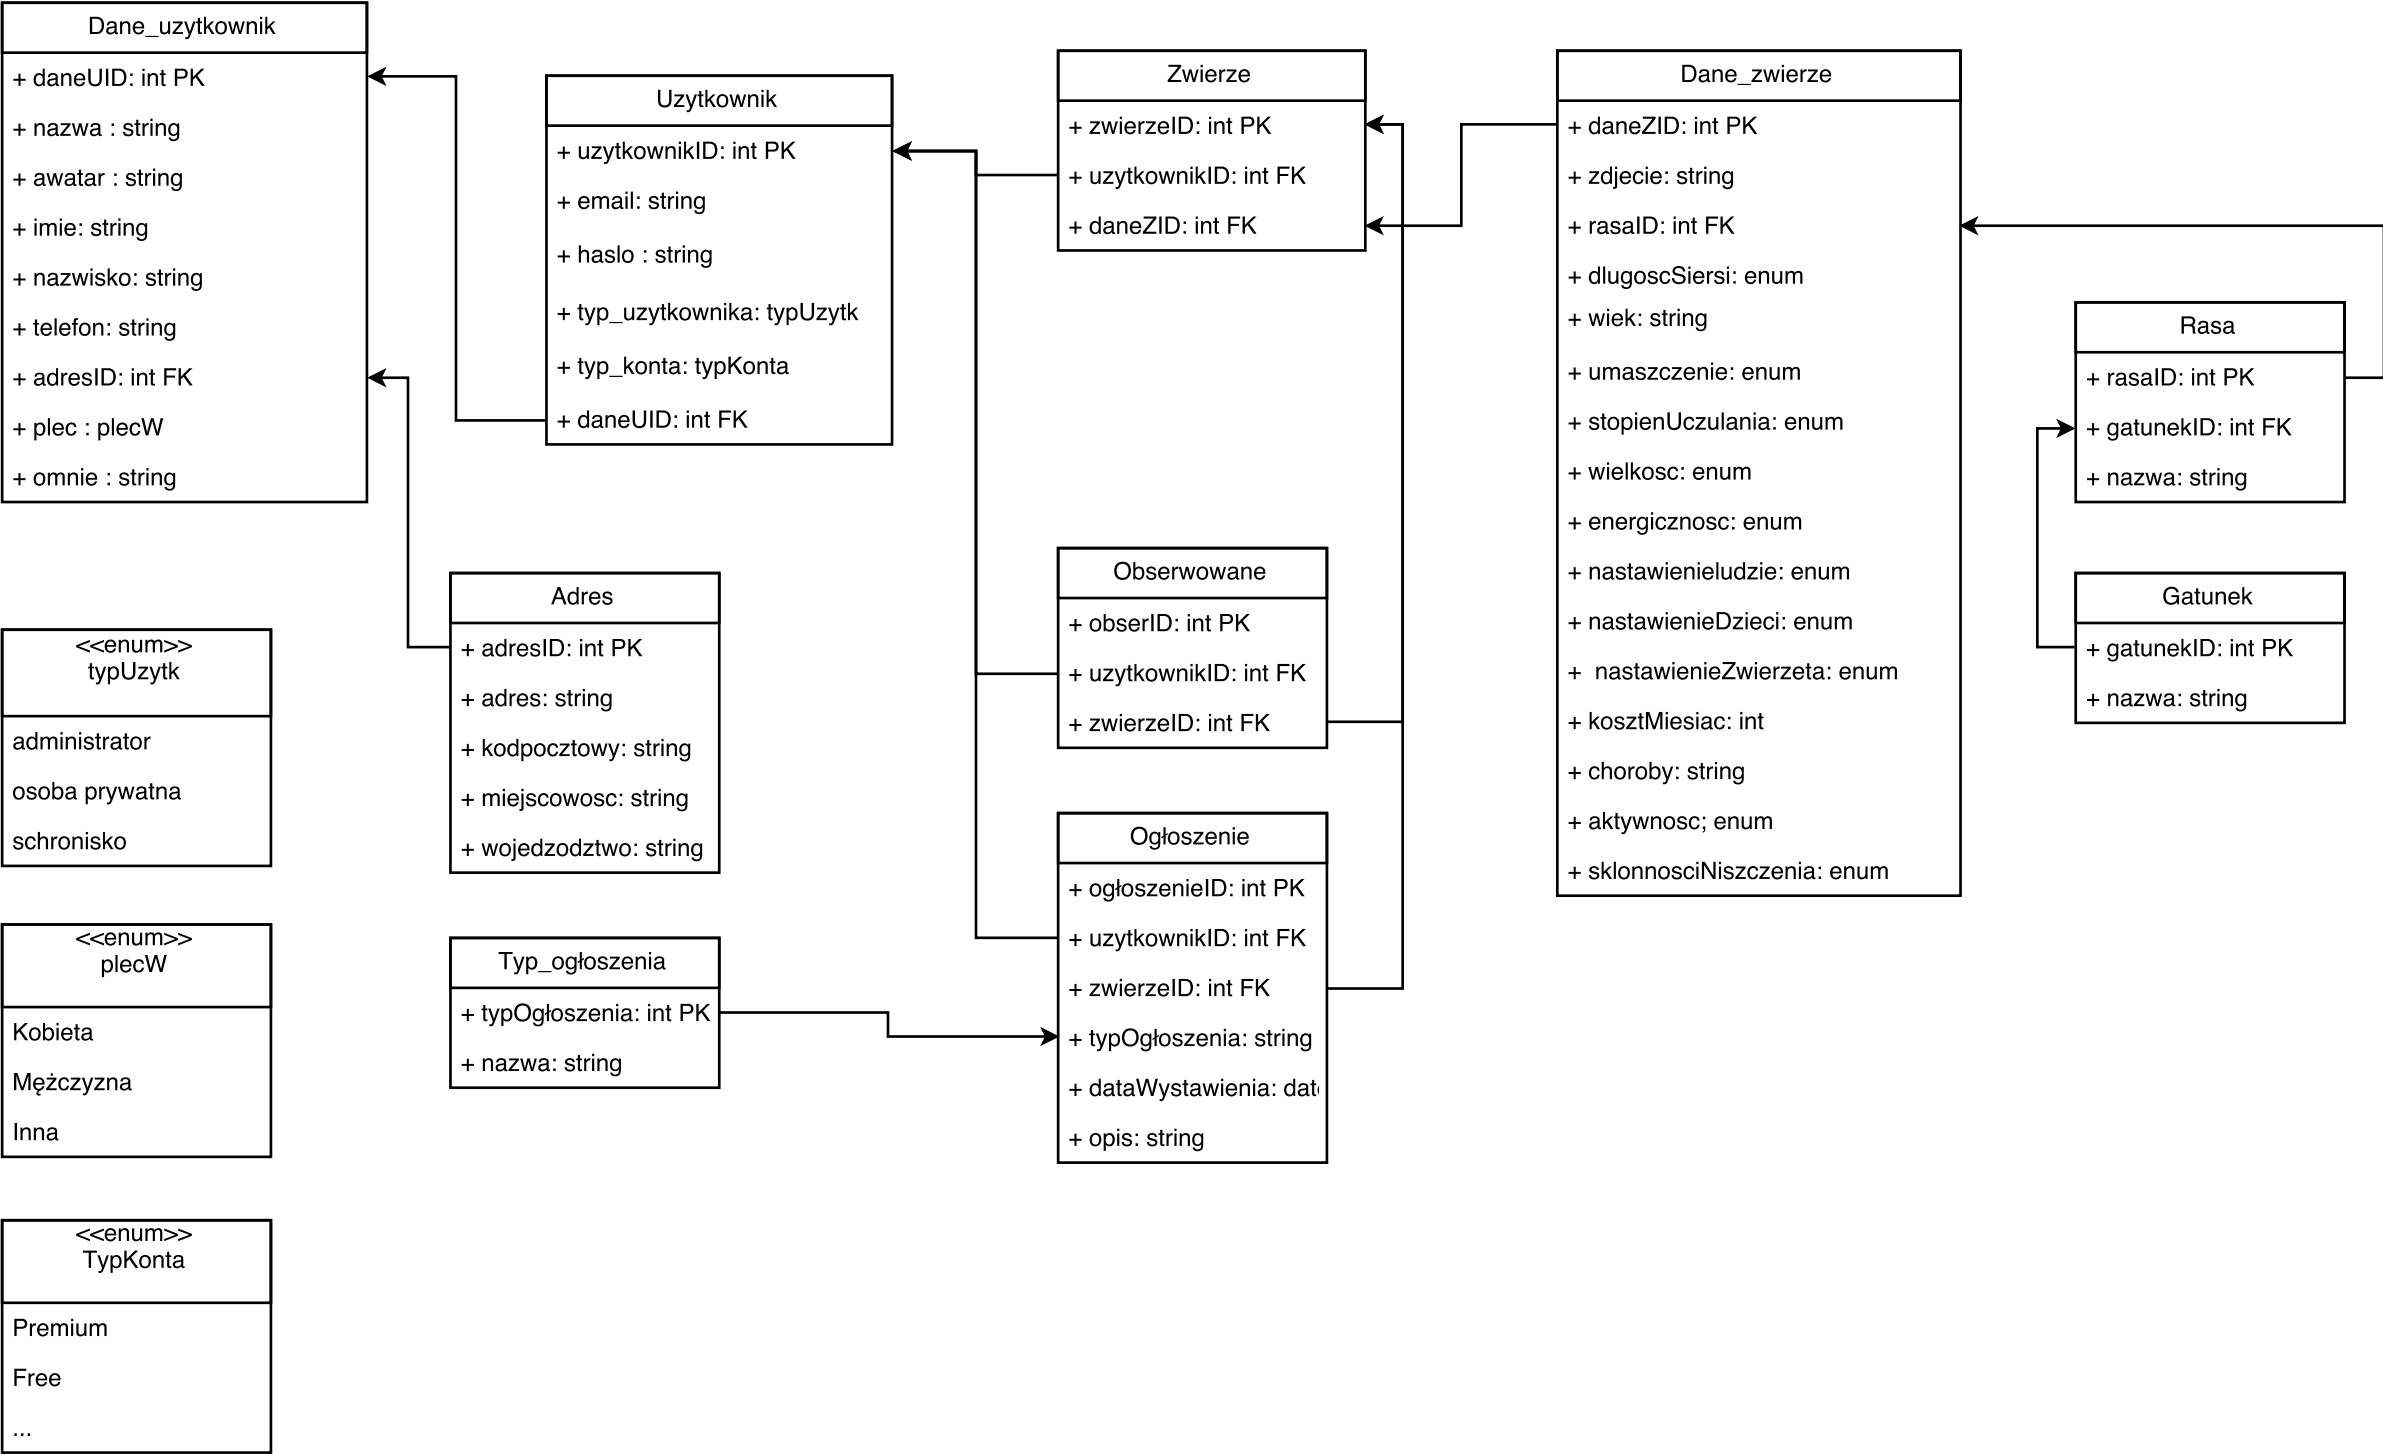 Dane_uzytkownik
+ daneUID: int PK
+ nazwa : string
+ awatar : string
+ imie: string
+ nazwisko: string
+ telefon: string
+ adresID: int FK
+ plec : plecW
+ omnie : string
Uzytkownik
+ uzytkownikID: int PK
+ email: string
+ haslo : string
+ typ_uzytkownika: typUzytk
+ typ_konta: typKonta
+ daneUID: int FK
Zwierze
+ zwierzeID: int PK
+ uzytkownikID: int FK
+ daneZID: int FK
Dane_zwierze
+ daneZID: int PK
+ zdjecie: string
+ rasaID: int FK
+ dlugoscSiersi: enum
+ wiek: string
+ umaszczenie: enum
+ stopienUczulania: enum
+ wielkosc: enum
+ energicznosc: enum
+ nastawienieludzie: enum
+ nastawienieDzieci: enum
+ nastawienieZwierzeta: enum
+ kosztMiesiac: int
+ choroby: string
+ aktywnosc; enum
+ sklonnosciNiszczenia: enum
Rasa
+ rasaID: int PK
+ gatunekID: int FK
+ nazwa: string
Gatunek
+ gatunekID: int PK
+ nazwa: string
Obserwowane
+ obserID: int PK
+ uzytkownikID: int FK
+ zwierzeID: int FK
Adres
+ adresID: int PK
+ adres: string
+ kodpocztowy: string
+ miejscowosc: string
+ wojedzodztwo: string
<<enum>>
typUzytk
administrator
osoba prywatna
schronisko
Ogłoszenie
+ ogłoszenieID: int PK
+ uzytkownikID: int FK
+ zwierzeID: int FK
+ typOgłoszenia: string
+ dataWystawienia:
+ opis: string
Typ_ogłoszenia
+ typOgłoszenia: int PK
+ nazwa: string
<<enum>>
plecW
Kobieta
Mężczyzna
Inna
<<enum>>
TypKonta
Premium
Free
...